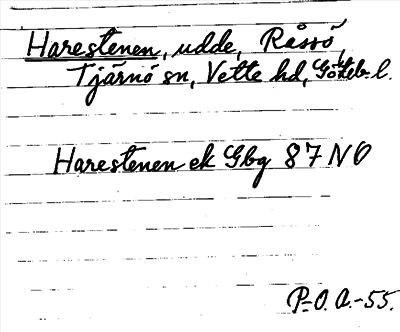 Harestenen, udde, Råssö,
Tjärnö sn, Vette hd, Göteb. l.
Harestenen ek Gbg 87 NO
P-O. A.-55.